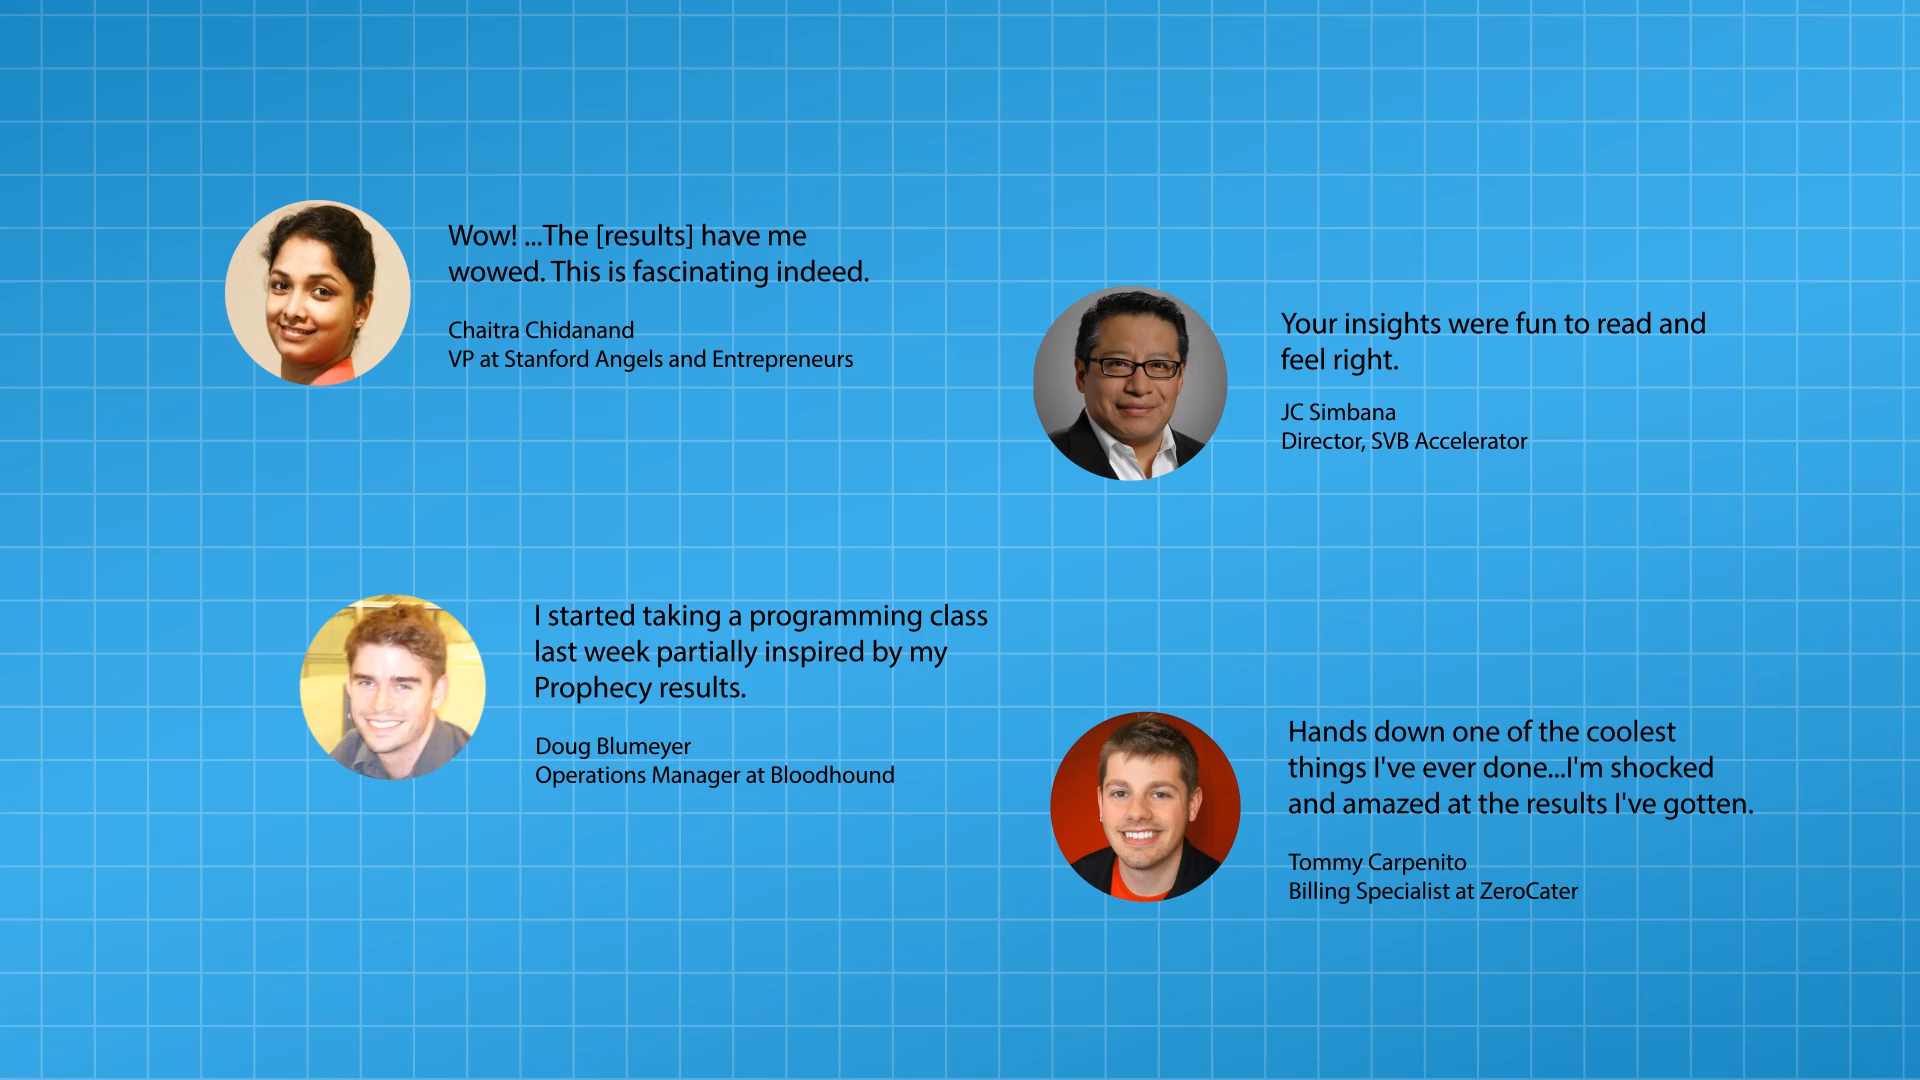 Wow! ...The [results] have me
wowed. This is fascinating indeed.
Chaitra Chidanand
VP at Stanford Angels and Entrepreneurs
Your insights were fun to read and
feel right.
JC Simbana
Director, SVB Accelerator
I started taking a programming class
last week partially inspired by my
Prophecy results.
Doug Blumeyer
Operations Manager at Bloodhound
Hands down one of the coolest
things I've ever done...I'm shocked
and amazed at the results I've gotten.
Tommy Carpenito
Billing Specialist at ZeroCater